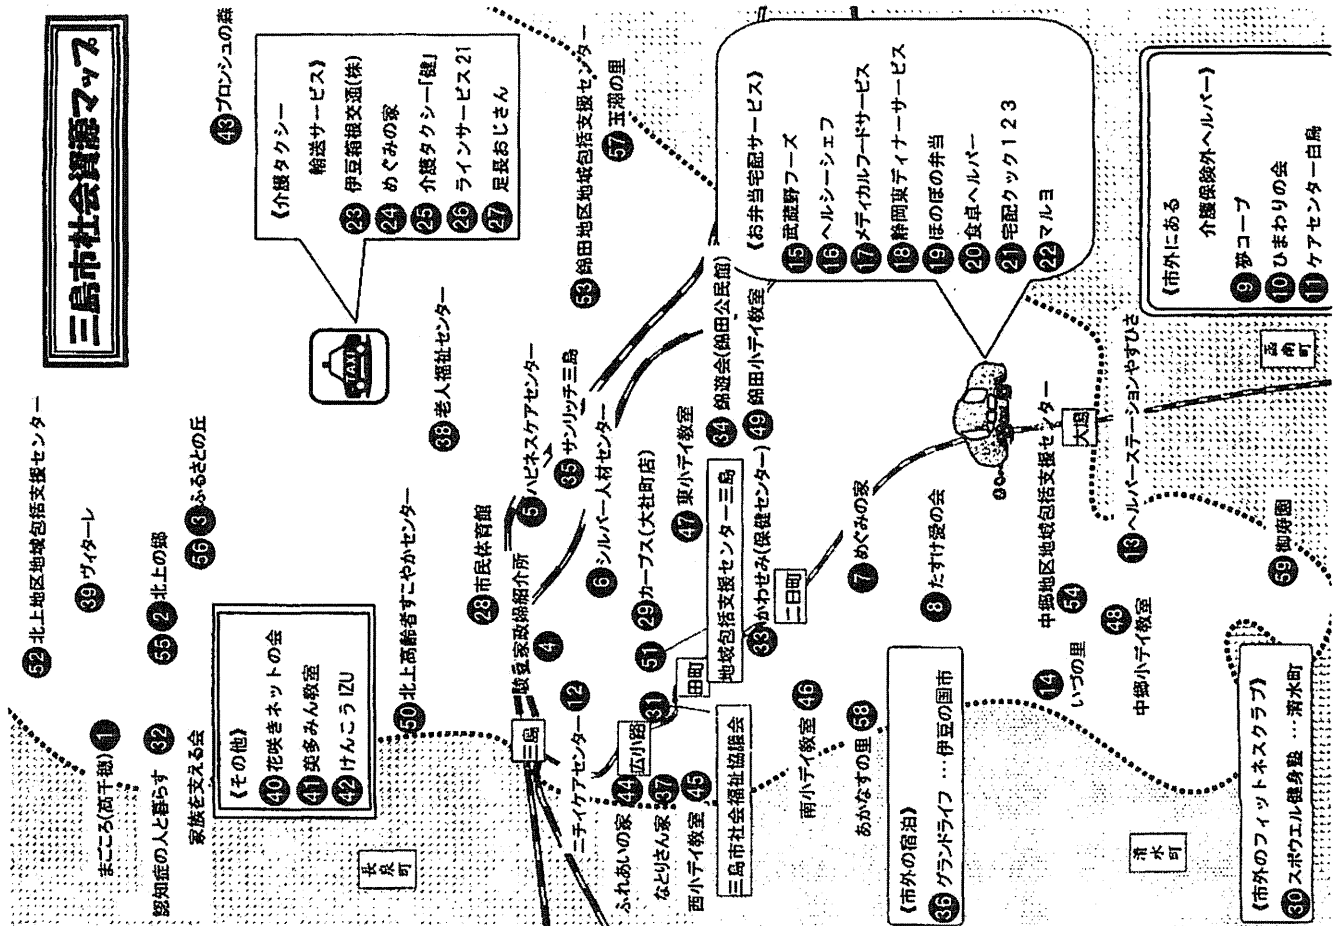 三島市社会資源マップ
52 北上地区地域包括支援センター
39 ヴィターレ
55 2 北上の郷
56 3 ふるさとの丘
43 ブロンシュの森
1 まごころ(高千穂)
32 認知症の人と暮らす
家族を支える会
《その他》
40 花咲きネットの会
41 美多みん教室
42 けんこうIZU
《介護タクシー
輸送サービス》
23 伊豆箱根交通(株)
24 めぐみの家
25 介護タクシー「健」
26 ラインサービス21
27 足長おじさん
TAXI
長泉町
50 北上高齢者すこやかセンター
38 老人福祉センター
28 市民体育館
駿豆家政婦紹介所
4
5 ハピネスケアセンター
35 サンリッチ三島
53 錦田地区地域包括支援センター
57 玉澤の里
三島
12
ニチイケアセンター
6 シルバー人材センター
29 カーブス(大社町店)
広小路
44 ふれあいの家
37 なとりさん家
45 西小デイ教室
31
51
田町
47 東小デイ教室
34 錦遊会(錦田公民館)
49 錦田小デイ教室
地域包括支援センター三島
三島市社会福祉協議会
33 かわせみ(保健センター)
二日町
《お弁当宅配サービス》
15 武蔵野フーズ
16 ヘルシーシェフ
17 メディカルフードサービス
18 静岡東ディナーサービス
19 ほのぼの弁当
20 食卓ヘルパー
21 宅配クック123
22 マルヨ
46 南小デイ教室
58 あかなすの里
7 めぐみの家
8 たすけ愛の会
《市外の宿泊》
36 グランドライフ … 伊豆の国市
中郷地区地域包括支援センター
54
大場
14 いづの里
48
中郷小デイ教室
13 ヘルパーステーションやすひさ
59 御寿園
清水町
函南町
《市外にある
介護保険外ヘルパー》
9 夢コープ
10 ひまわりの会
11 ケアセンター白鳥
《市外のフィットネスクラブ》
30 スポウエル健身塾 … 清水町